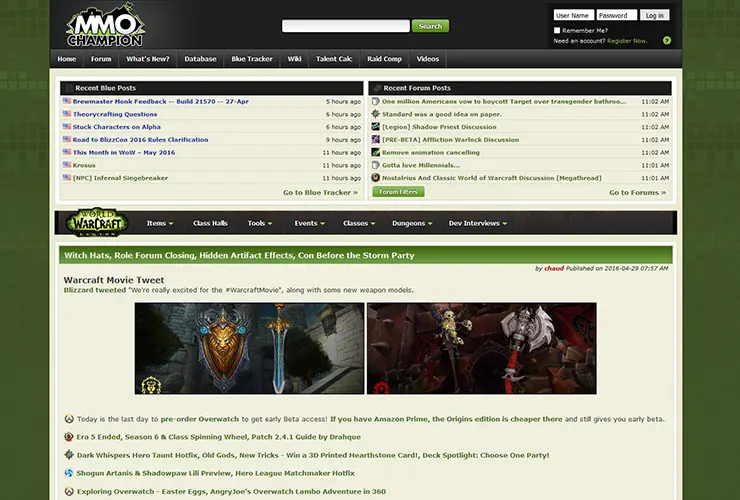 MMO
CHAMPION
Search
User Name
Password
Log in
Remember Me?
Need an account? Register Now.
Home
Forum
What's New?
Database
Blue Tracker
Wiki
Talent Calc
Raid Comp
Videos
Recent Blue Posts
Brewmaster Monk Feedback -- Build 21570 -- 27-Apr 5 hours ago
Theorycrafting Questions 5 hours ago
Stuck Characters on Alpha 6 hours ago
Road to BlizzCon 2016 Rules Clarification 9 hours ago
This Month in WoW – May 2016 11 hours ago
Krosus 11 hours ago
[NPC] Infernal Siegebreaker 11 hours ago
Go to Blue Tracker »
Recent Forum Posts
One million Americans vow to boycott Target over transgender bathroo... 11:02 AM
Standard was a good idea on paper. 11:02 AM
[Legion] Shadow Priest Discussion 11:02 AM
[PRE-BETA] Affliction Warlock Discussion 11:02 AM
Remove animation cancelling 11:02 AM
Gotta love Millennials... 11:01 AM
Nostalrius And Classic World of Warcraft Discussion [Megathread] 11:01 AM
Forum Filters
Go to Forums »
WORLD
WARCRAFT
Items
Class Halls
Tools
Events
Classes
Dungeons
Dev Interviews
Witch Hats, Role Forum Closing, Hidden Artifact Effects, Con Before the Storm Party
by chaud Published on 2016-04-29 07:57 AM
Warcraft Movie Tweet
Blizzard tweeted "We're really excited for the #WarcraftMovie", along with some new weapon models.
Today is the last day to pre-order Overwatch to get early Beta access! If you have Amazon Prime, the Origins edition is cheaper there and still gives you early beta.
Era 5 Ended, Season 6 & Class Spinning Wheel, Patch 2.4.1 Guide by Drahque
Dark Whispers Hero Taunt Hotfix, Old Gods, New Tricks - Win a 3D Printed Hearthstone Card!, Deck Spotlight: Choose One Party!
Shogun Artanis & Shadowpaw Lili Preview, Hero League Matchmaker Hotfix
Exploring Overwatch - Easter Eggs, AngryJoe's Overwatch Lambo Adventure in 360